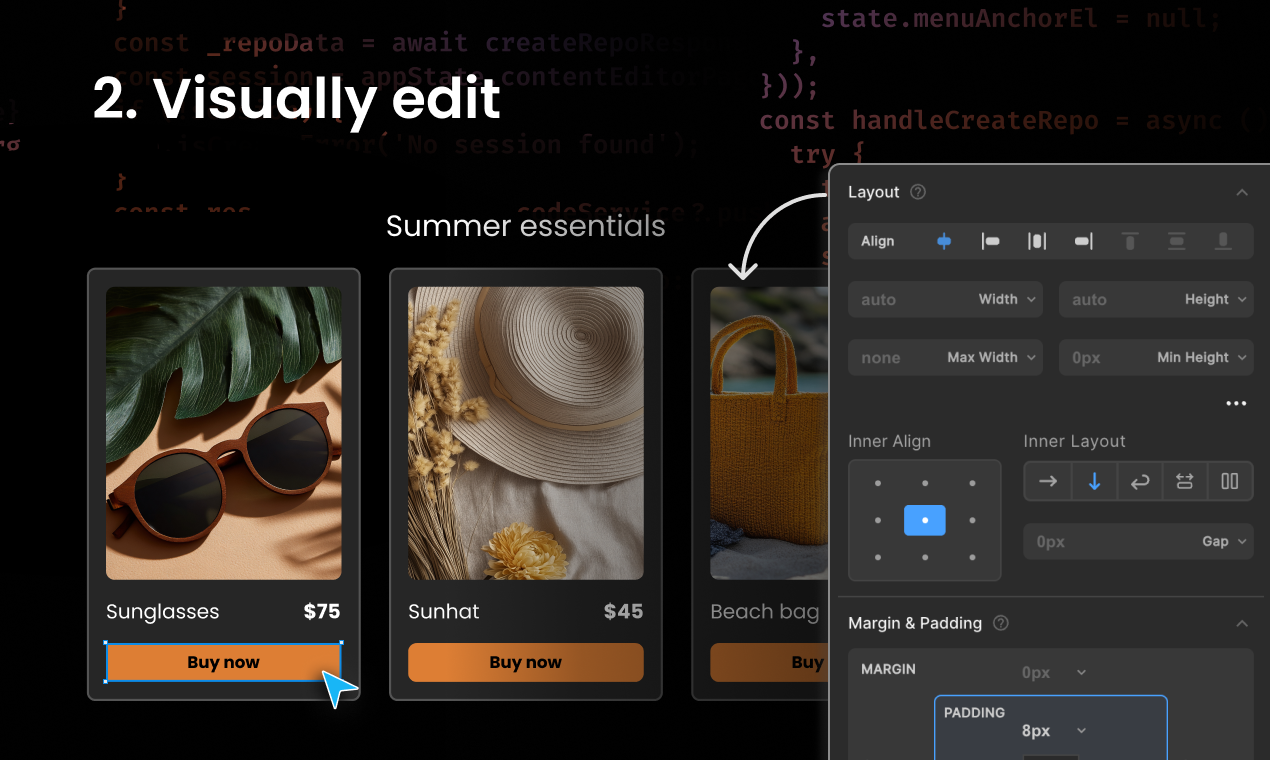 }
const _repoData = await createRepoRes
const session = appState.contentEdito
Error('No session found');
}
const res
codeService?.pu
state.menuAnchorEl = null;
},
}));
const handleCreateRepo = async (
try {
2. Visually edit
Summer essentials
Sunglasses $75
Buy now
Sunhat $45
Buy now
Beach bag
Buy
Layout ?
Align
auto Width
auto Height
none Max Width
0px Min Height
Inner Align
Inner Layout
0px Gap
Margin & Padding ?
MARGIN
0px
PADDING
8px